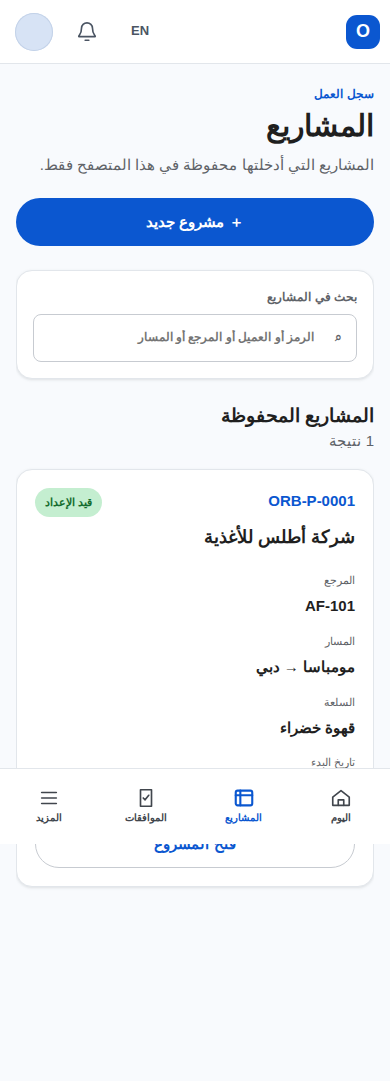 O
EN
سجل العمل
المشاريع
المشاريع التي أدخلتها محفوظة في هذا المتصفح فقط.
+ مشروع جديد
بحث في المشاريع
الرمز أو العميل أو المرجع أو المسار
المشاريع المحفوظة
1 نتيجة
ORB-P-0001
قيد الإعداد
شركة أطلس للأغذية
المرجع
AF-101
المسار
مومباسا → دبي
السلعة
قهوة خضراء
تاريخ البدء
اليوم
المشاريع
الموافقات
المزيد
فتح المشروع